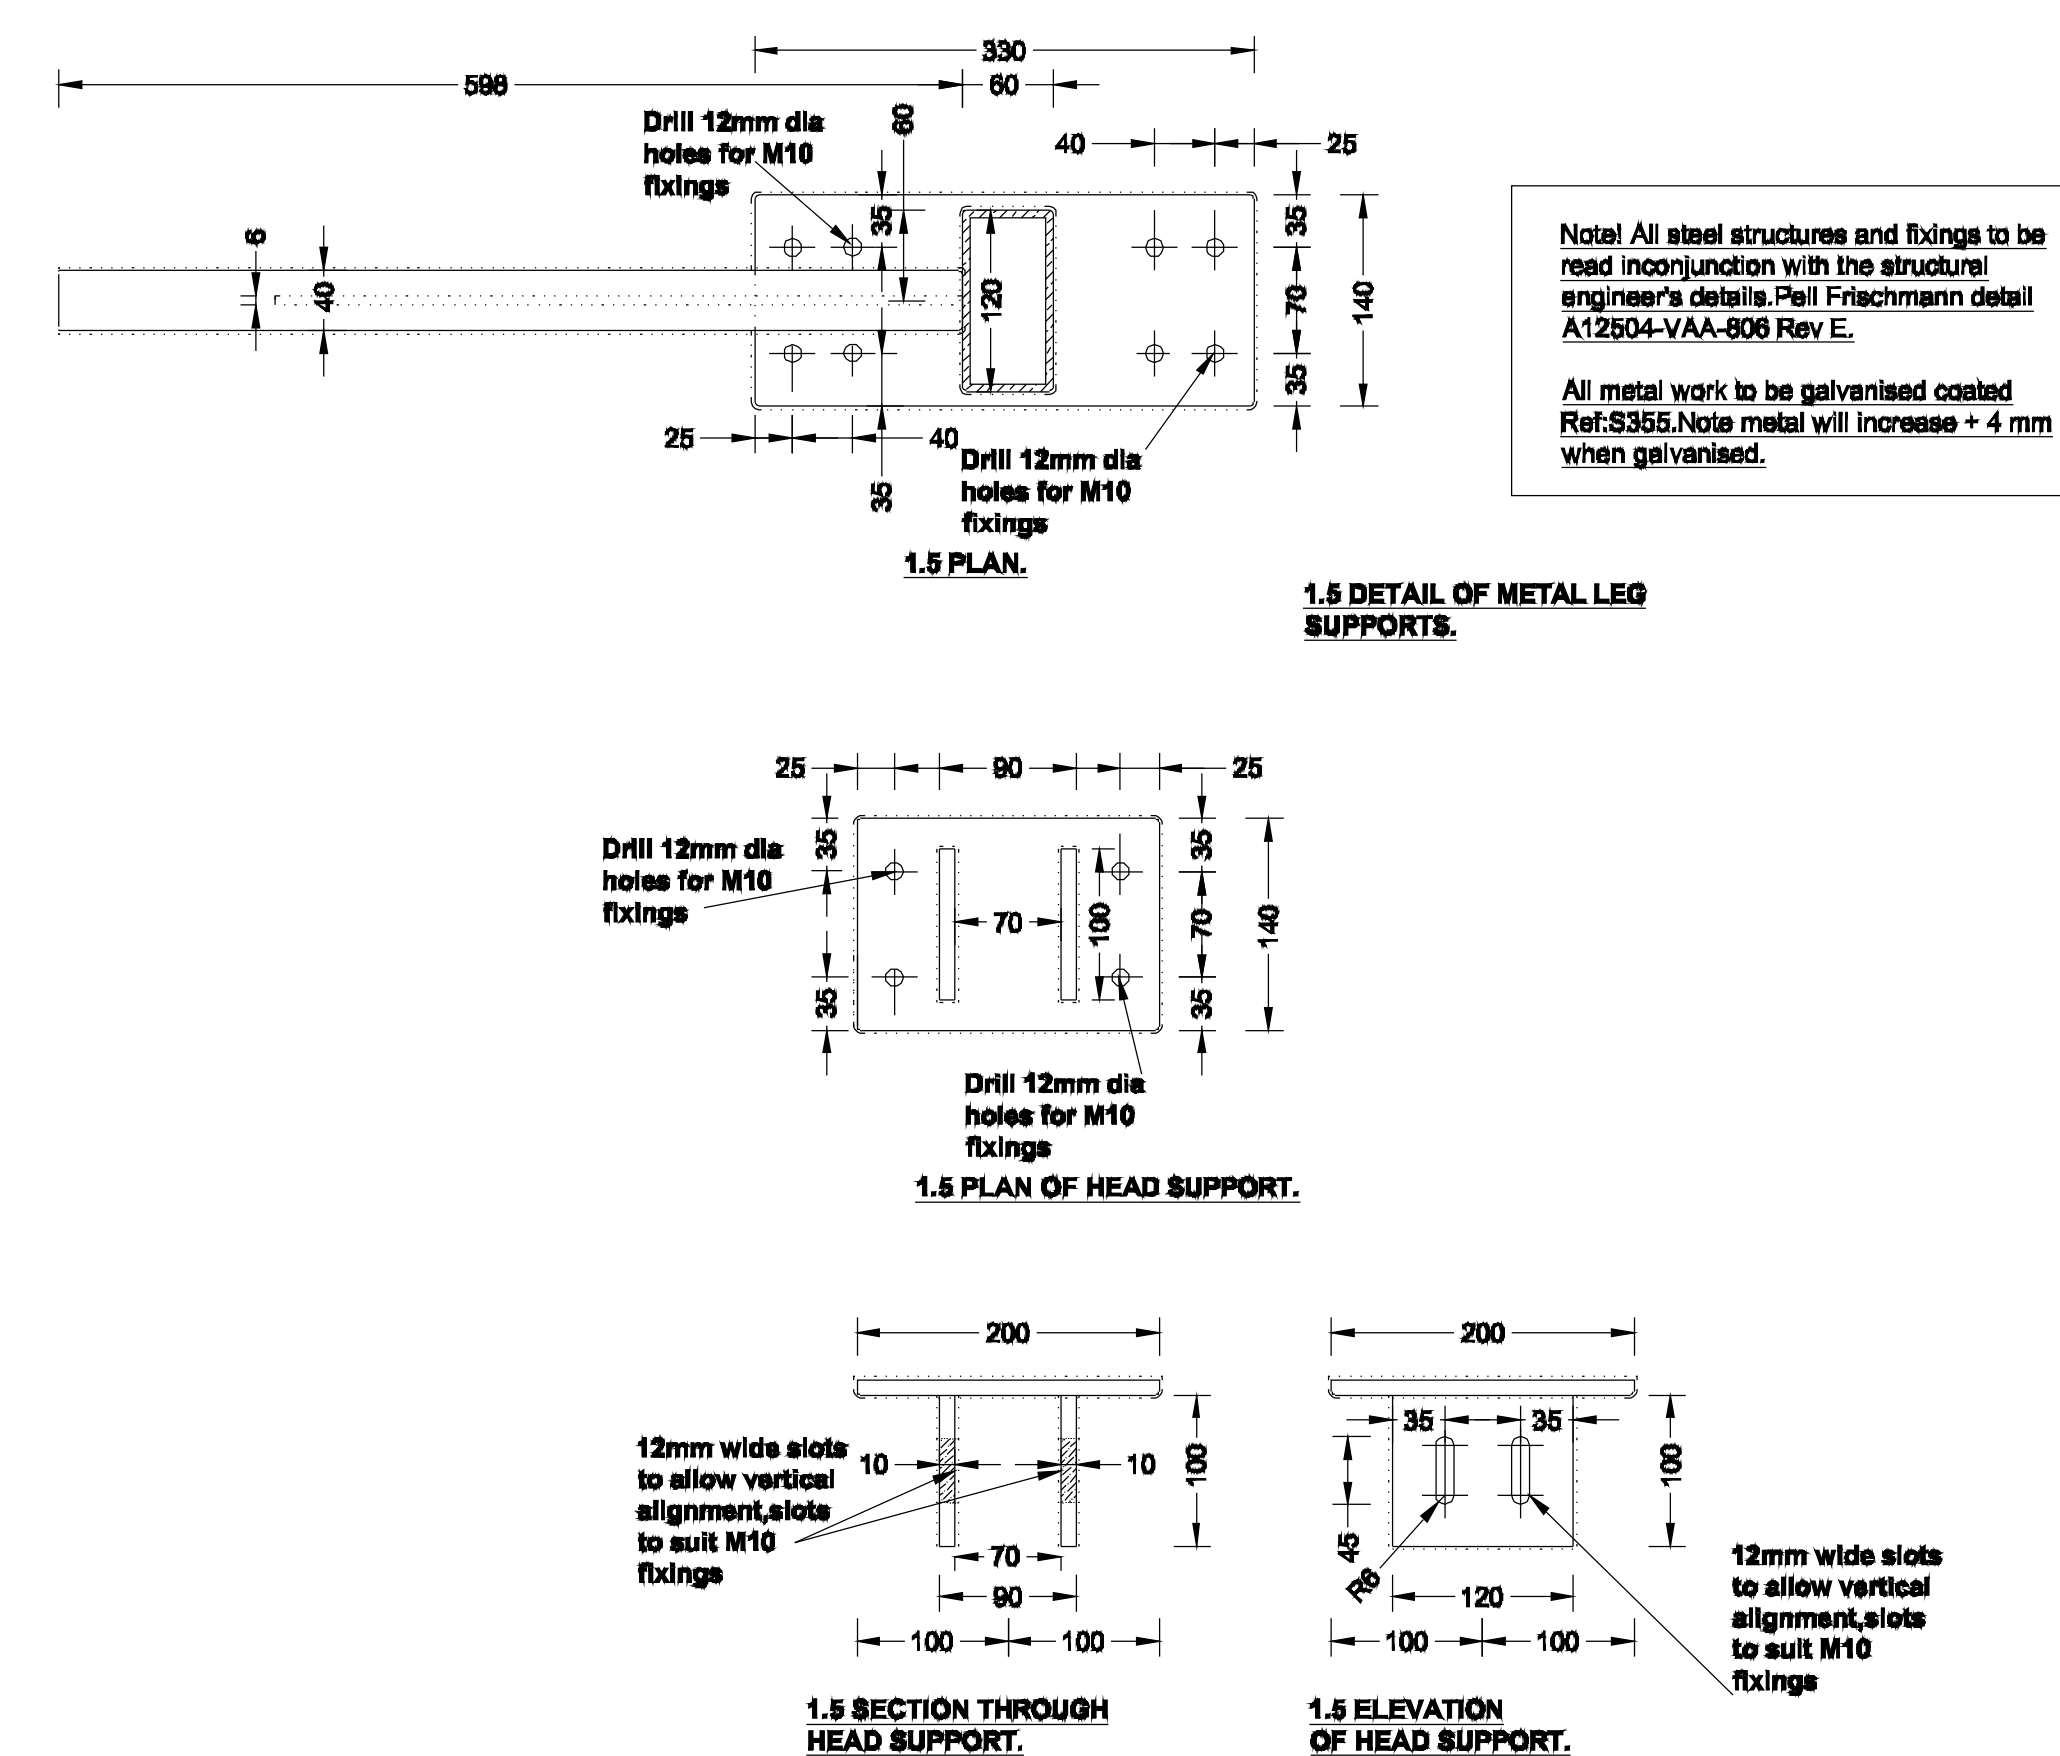 330
598
60
Drill 12mm dia
holes for M10
fixings
60
40
25
35
35
140
Note! All steel structures and fixings to be
read inconjunction with the structural
engineer's details.Pell Frischmann detail
A12504-VAA-806 Rev E.
All metal work to be galvanised coated
Ref:S355.Note metal will increase + 4 mm
when galvanised.
6
40
120
70
35
25
40
35
Drill 12mm dia
holes for M10
fixings
1.5 PLAN.
1.5 DETAIL OF METAL LEG
SUPPORTS.
25
90
25
35
35
Drill 12mm dia
holes for M10
fixings
70
100
70
140
35
35
Drill 12mm dia
holes for M10
fixings
1.5 PLAN OF HEAD SUPPORT.
200
200
12mm wide slots
to allow vertical
alignment,slots
to suit M10
fixings
10
10
100
35
35
100
45
R6
70
90
120
100
100
100
100
12mm wide slots
to allow vertical
alignment,slots
to suit M10
fixings
1.5 SECTION THROUGH
HEAD SUPPORT.
1.5 ELEVATION
OF HEAD SUPPORT.